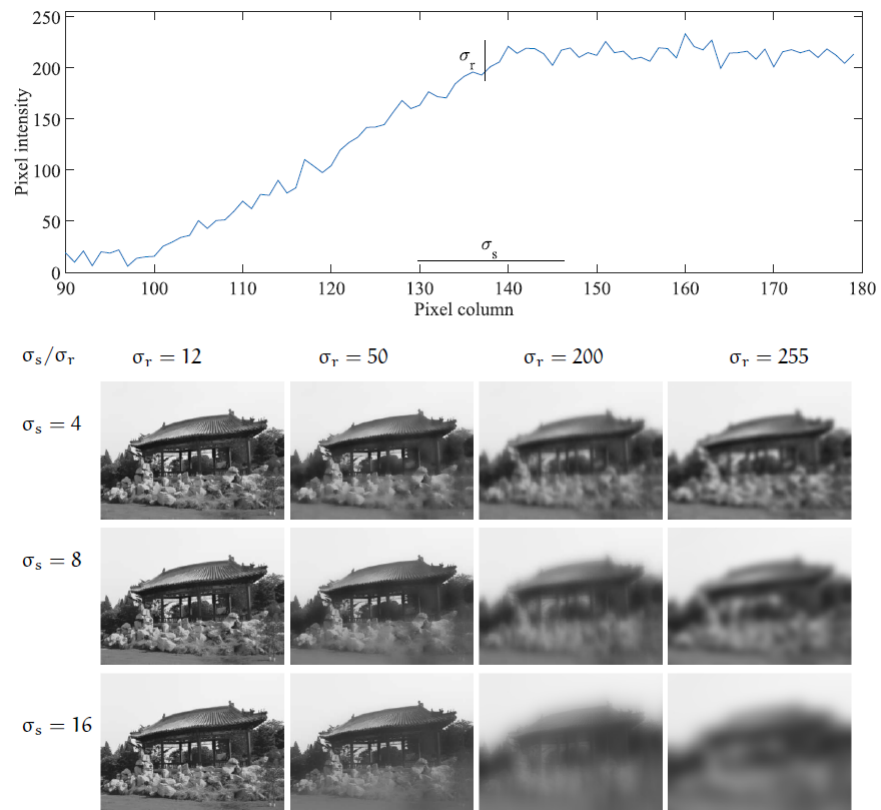 250
200
150
100
50
0
Pixel intensity
σr
σs
90 100 110 120 130 140 150 160 170 180
Pixel column
σs/σr σr = 12 σr = 50 σr = 200 σr = 255
σs = 4
σs = 8
σs = 16